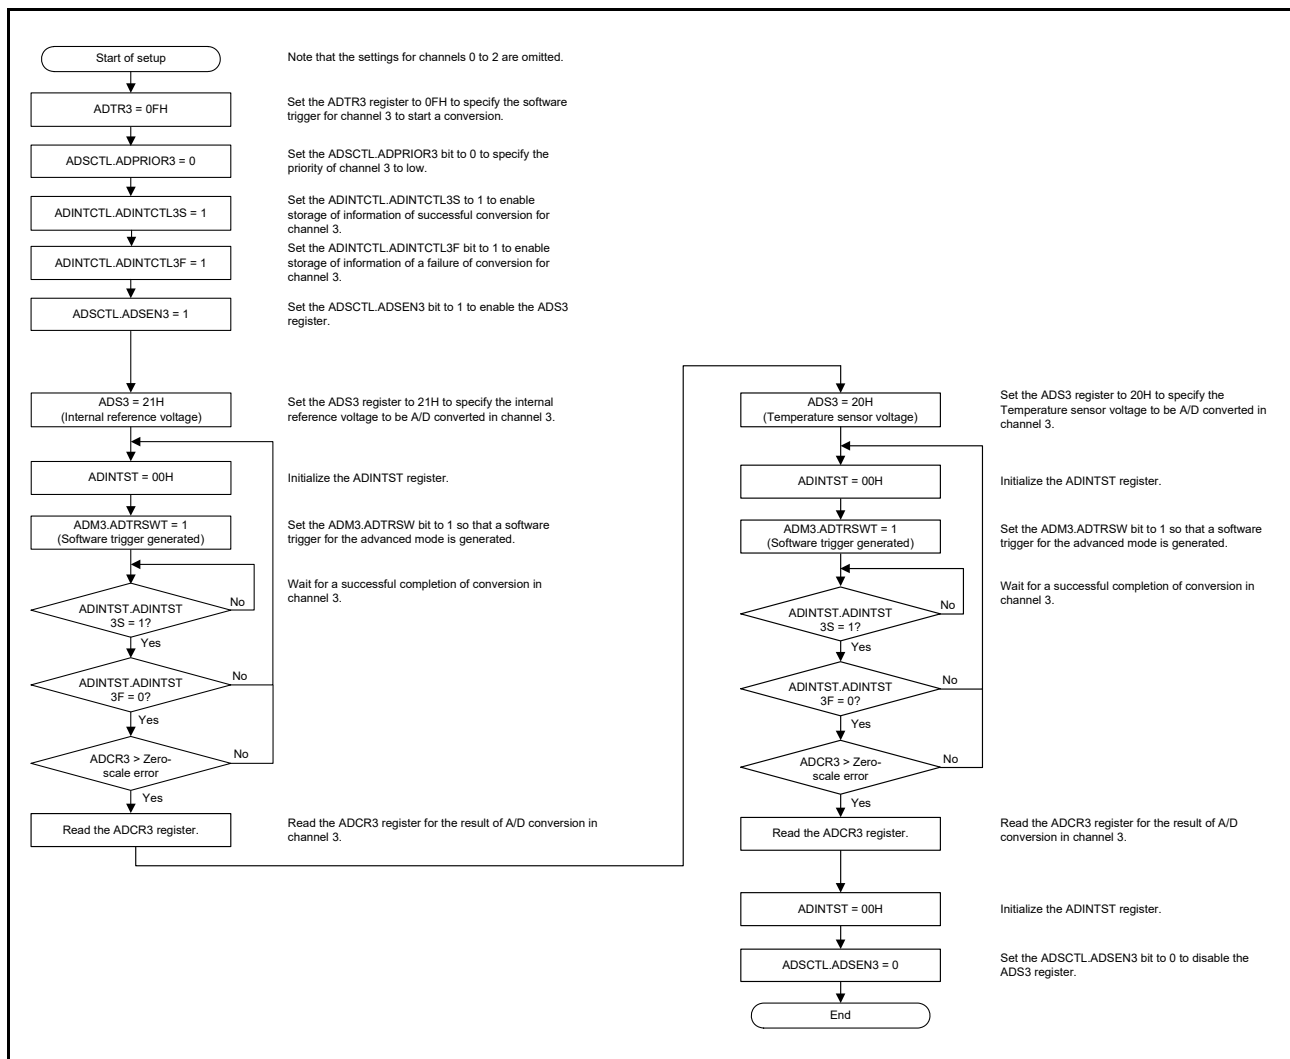 Start of setup
Note that the settings for channels 0 to 2 are omitted.
ADTR3 = 0FH
Set the ADTR3 register to 0FH to specify the software
trigger for channel 3 to start a conversion.
ADSCTL.ADPRIOR3 = 0
Set the ADSCTL.ADPRIOR3 bit to 0 to specify the
priority of channel 3 to low.
ADINTCTL.ADINTCTL3S = 1
Set the ADINTCTL.ADINTCTL3S to 1 to enable
storage of information of successful conversion for
channel 3.
ADINTCTL.ADINTCTL3F = 1
Set the ADINTCTL.ADINTCTL3F bit to 1 to enable
storage of information of a failure of conversion for
channel 3.
ADSCTL.ADSEN3 = 1
Set the ADSCTL.ADSEN3 bit to 1 to enable the ADS3
register.
ADS3 = 21H
(Internal reference voltage)
Set the ADS3 register to 21H to specify the internal
reference voltage to be A/D converted in channel 3.
ADINTST = 00H
Initialize the ADINTST register.
ADM3.ADTRSWT = 1
(Software trigger generated)
Set the ADM3.ADTRSW bit to 1 so that a software
trigger for the advanced mode is generated.
Wait for a successful completion of conversion in
channel 3.
ADINTST.ADINTST
3S = 1?
No
Yes
ADINTST.ADINTST
3F = 0?
No
Yes
ADCR3 > Zero-
scale error
No
Yes
Read the ADCR3 register.
Read the ADCR3 register for the result of A/D conversion in
channel 3.
ADS3 = 20H
(Temperature sensor voltage)
Set the ADS3 register to 20H to specify the
Temperature sensor voltage to be A/D converted in
channel 3.
ADINTST = 00H
Initialize the ADINTST register.
ADM3.ADTRSWT = 1
(Software trigger generated)
Set the ADM3.ADTRSW bit to 1 so that a software
trigger for the advanced mode is generated.
Wait for a successful completion of conversion in
channel 3.
ADINTST.ADINTST
3S = 1?
No
Yes
ADINTST.ADINTST
3F = 0?
No
Yes
ADCR3 > Zero-
scale error
No
Yes
Read the ADCR3 register.
Read the ADCR3 register for the result of A/D
conversion in channel 3.
ADINTST = 00H
Initialize the ADINTST register.
ADSCTL.ADSEN3 = 0
Set the ADSCTL.ADSEN3 bit to 0 to disable the
ADS3 register.
End